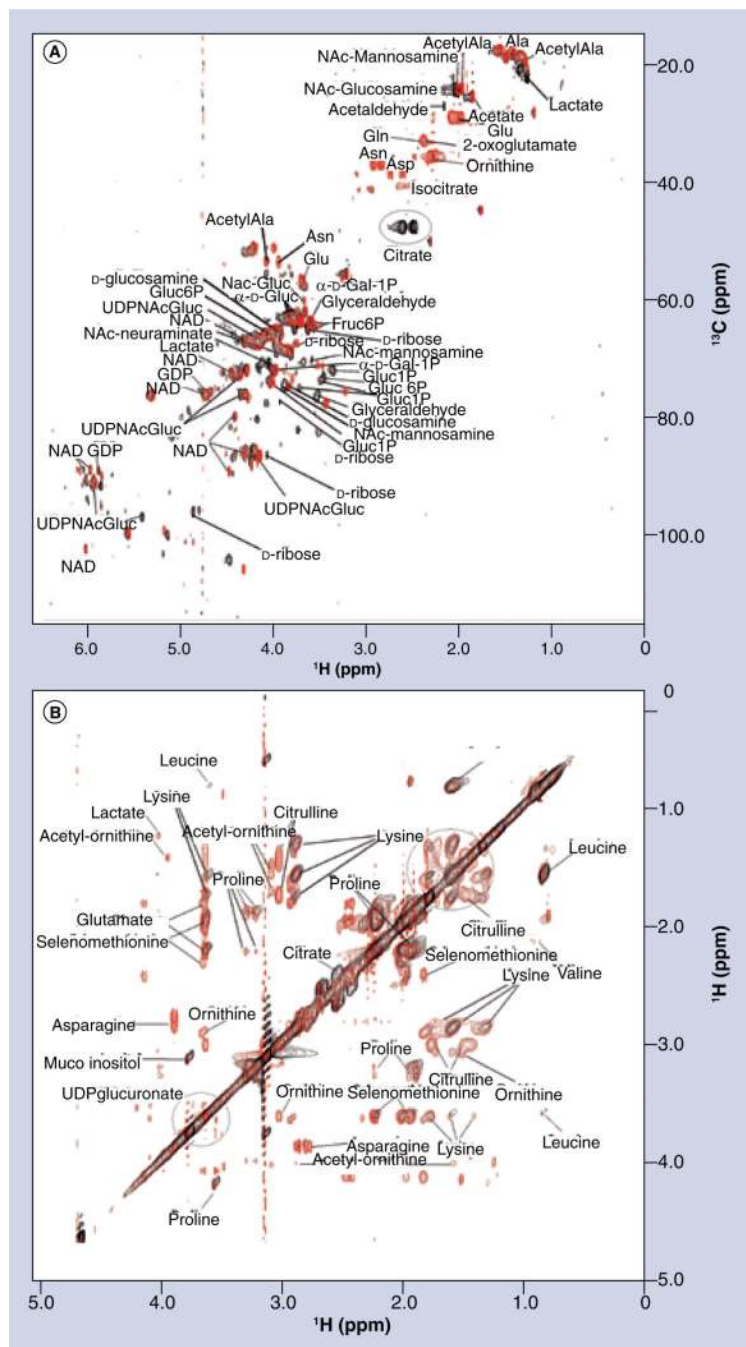 A
AcetylAla Ala
NAc-Mannosamine
AcetylAla
NAc-Glucosamine
Acetaldehyde
Lactate
Acetate
Glu
Gln
2-oxoglutamate
Asn
Asp
Ornithine
Isocitrate
Citrate
AcetylAla
Asn
Glu
D-glucosamine
Nac-Gluc
α-D-Gal-1P
Gluc6P
α-D-Gluc
Glyceraldehyde
UDPNAcGluc
NAD
Fruc6P
NAc-neuraminate
D-ribose
D-ribose
Lactate
NAc-mannosamine
NAD
α-D-Gal-1P
GDP
Gluc1P
NAD
Gluc 6P
Gluc1P
Glyceraldehyde
D-glucosamine
UDPNAcGluc
NAc-mannosamine
Gluc1P
NAD GDP
NAD
D-ribose
D-ribose
UDPNAcGluc
UDPNAcGluc
D-ribose
NAD
20.0
40.0
60.0
80.0
100.0
¹³C (ppm)
6.0 5.0 4.0 3.0 2.0 1.0 0
¹H (ppm)
B
Leucine
Lysine
Lactate
Citrulline
Acetyl-ornithine
Acetyl-ornithine
Lysine
Leucine
Proline
Proline
Glutamate
Citrulline
Selenomethionine
Citrate
Selenomethionine
Lysine
Valine
Asparagine
Ornithine
Muco inositol
Proline
Citrulline
UDPglucuronate
Ornithine
Selenomethionine
Ornithine
Asparagine
Lysine
Leucine
Acetyl-ornithine
Proline
0
1.0
2.0
3.0
4.0
5.0
¹H (ppm)
5.0 4.0 3.0 2.0 1.0 0
¹H (ppm)